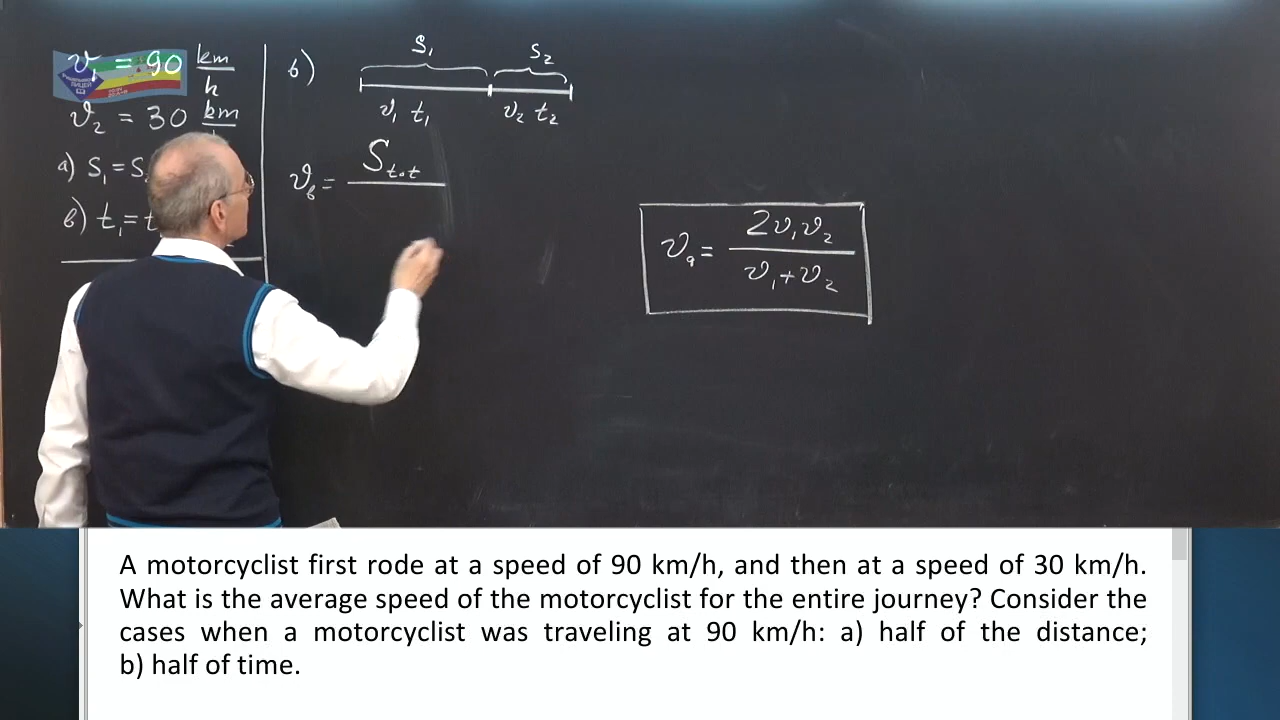 v₁ = 90 km/h
v₂ = 30 km/
a) S₁ = S₂
b) t₁ = t
b)
S₁ S₂
v₁ t₁ v₂ t₂
v_b = S_tot
v_a = 2v₁v₂ / v₁+v₂
A motorcyclist first rode at a speed of 90 km/h, and then at a speed of 30 km/h.
What is the average speed of the motorcyclist for the entire journey? Consider the
cases when a motorcyclist was traveling at 90 km/h: a) half of the distance;
b) half of time.